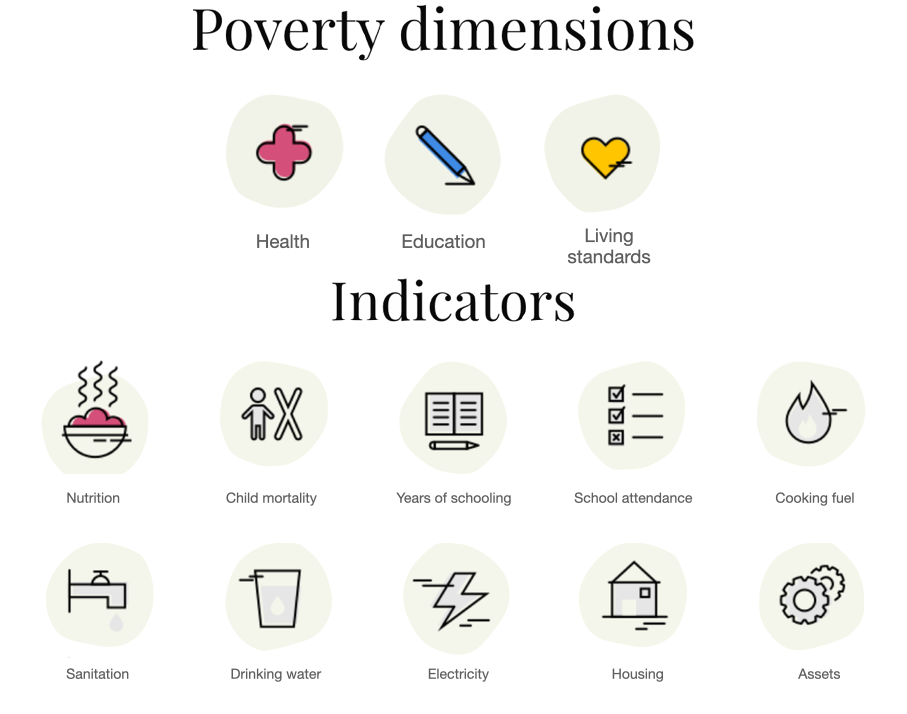 Poverty dimensions
Health
Education
Living
standards
Indicators
Nutrition
Child mortality
Years of schooling
School attendance
Cooking fuel
Sanitation
Drinking water
Electricity
Housing
Assets